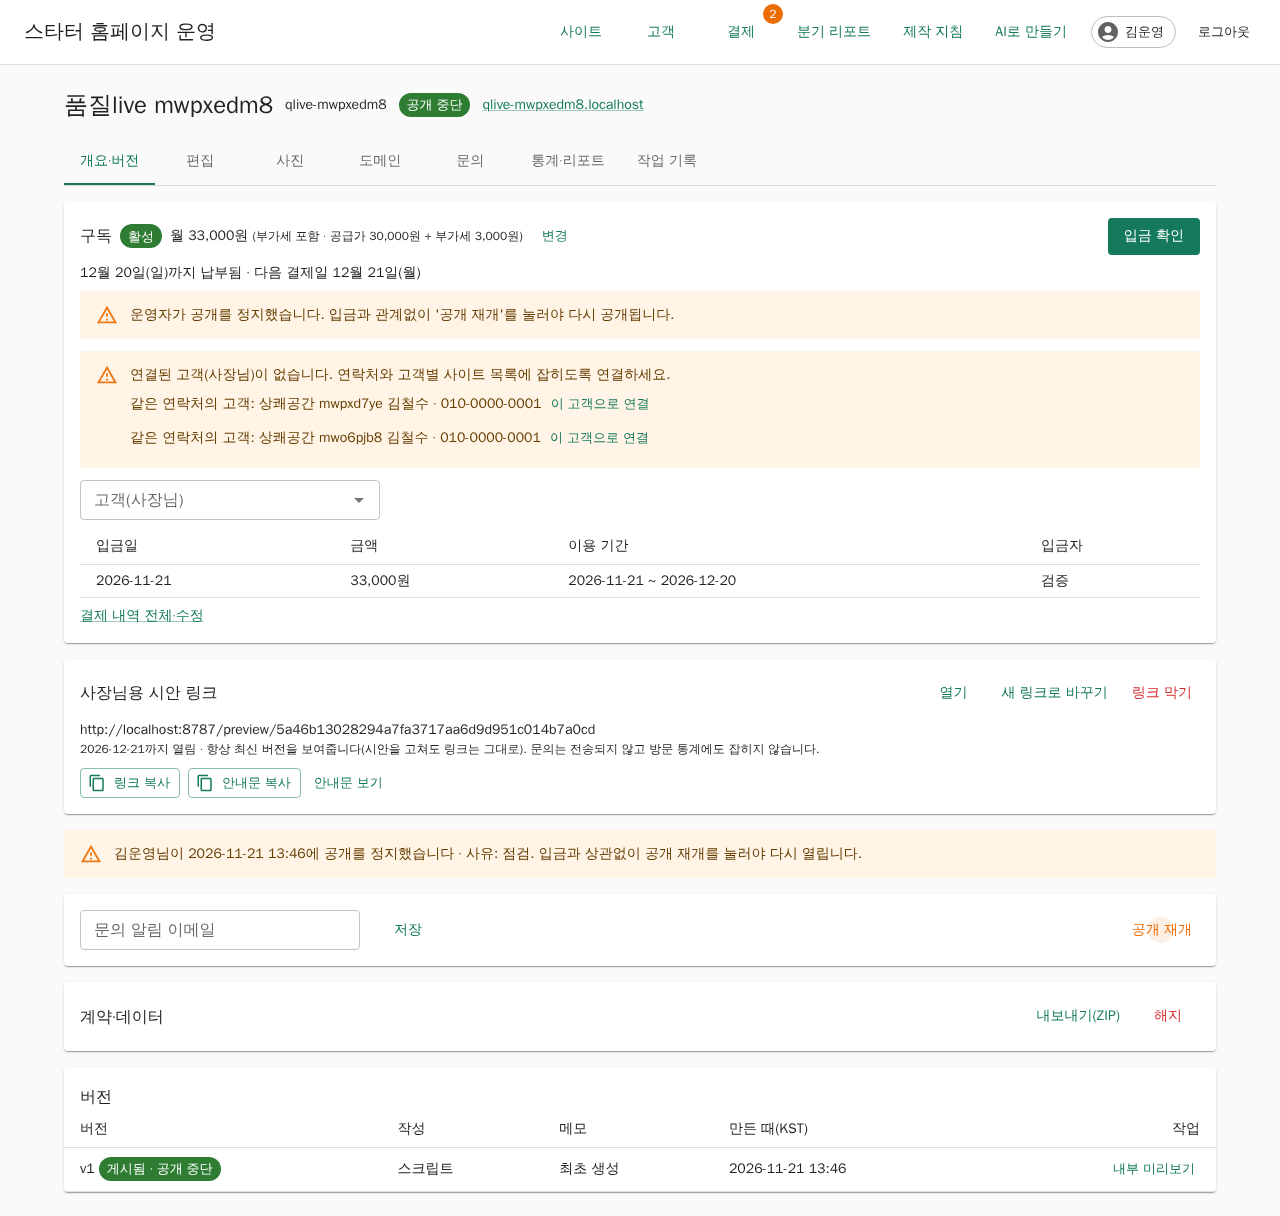 스타터 홈페이지 운영
사이트 고객 결제 2 분기 리포트 제작 지침 AI로 만들기 김운영 로그아웃
품질live mwpxedm8 qlive-mwpxedm8 공개 중단 qlive-mwpxedm8.localhost
개요·버전 편집 사진 도메인 문의 통계·리포트 작업 기록
구독 활성 월 33,000원 (부가세 포함 · 공급가 30,000원 + 부가세 3,000원) 변경 입금 확인
12월 20일(일)까지 납부됨 · 다음 결제일 12월 21일(월)
운영자가 공개를 정지했습니다. 입금과 관계없이 '공개 재개'를 눌러야 다시 공개됩니다.
연결된 고객(사장님)이 없습니다. 연락처와 고객별 사이트 목록에 잡히도록 연결하세요.
같은 연락처의 고객: 상쾌공간 mwpxd7ye 김철수 · 010-0000-0001 이 고객으로 연결
같은 연락처의 고객: 상쾌공간 mwo6pjb8 김철수 · 010-0000-0001 이 고객으로 연결
고객(사장님)
입금일 금액 이용 기간 입금자
2026-11-21 33,000원 2026-11-21 ~ 2026-12-20 검증
결제 내역 전체·수정
사장님용 시안 링크 열기 새 링크로 바꾸기 링크 막기
http://localhost:8787/preview/5a46b13028294a7fa3717aa6d9d951c014b7a0cd
2026-12-21까지 열림 · 항상 최신 버전을 보여줍니다(시안을 고쳐도 링크는 그대로). 문의는 전송되지 않고 방문 통계에도 잡히지 않습니다.
링크 복사 안내문 복사 안내문 보기
김운영님이 2026-11-21 13:46에 공개를 정지했습니다 · 사유: 점검. 입금과 상관없이 공개 재개를 눌러야 다시 열립니다.
문의 알림 이메일 저장 공개 재개
계약·데이터 내보내기(ZIP) 해지
버전
버전 작성 메모 만든 때(KST) 작업
v1 게시됨 · 공개 중단 스크립트 최초 생성 2026-11-21 13:46 내부 미리보기